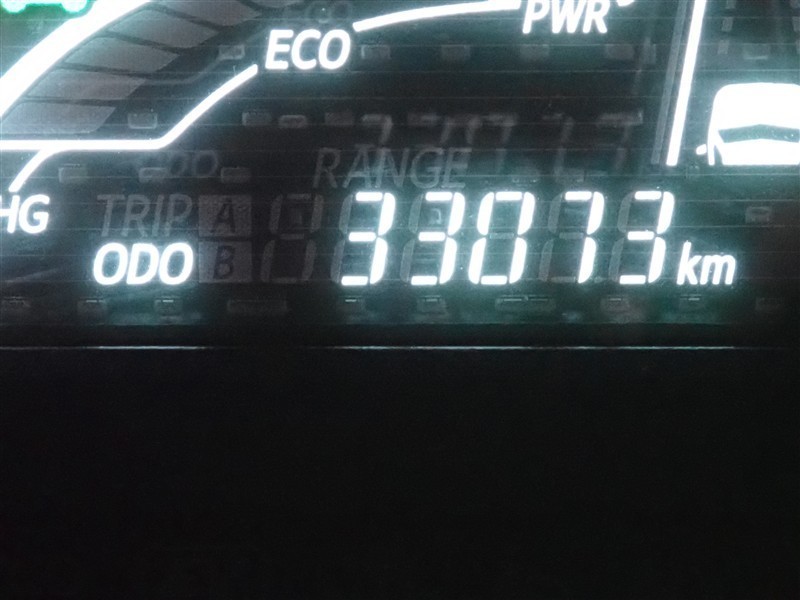 ECO
PWR
CHG
RANGE
TRIP A
ODO B 33073 km